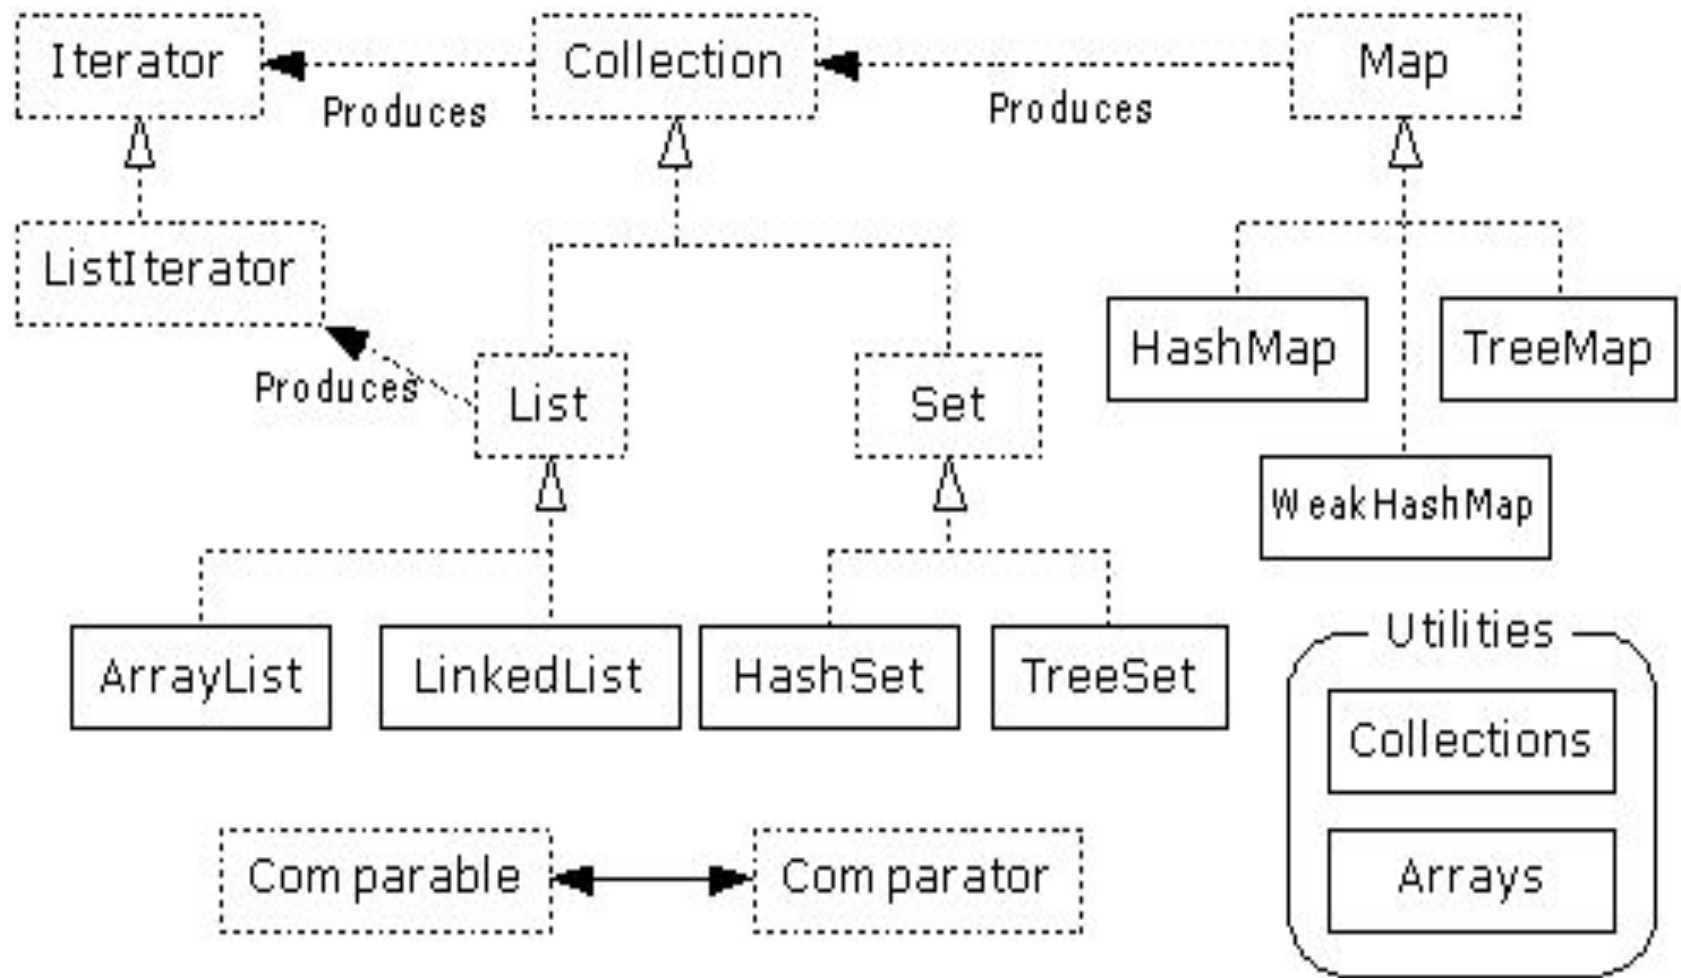 Iterator
Collection
Map
Produces
Produces
ListIterator
HashMap
TreeMap
Produces
List
Set
WeakHashMap
Utilities
ArrayList
LinkedList
HashSet
TreeSet
Collections
Comparable
Comparator
Arrays